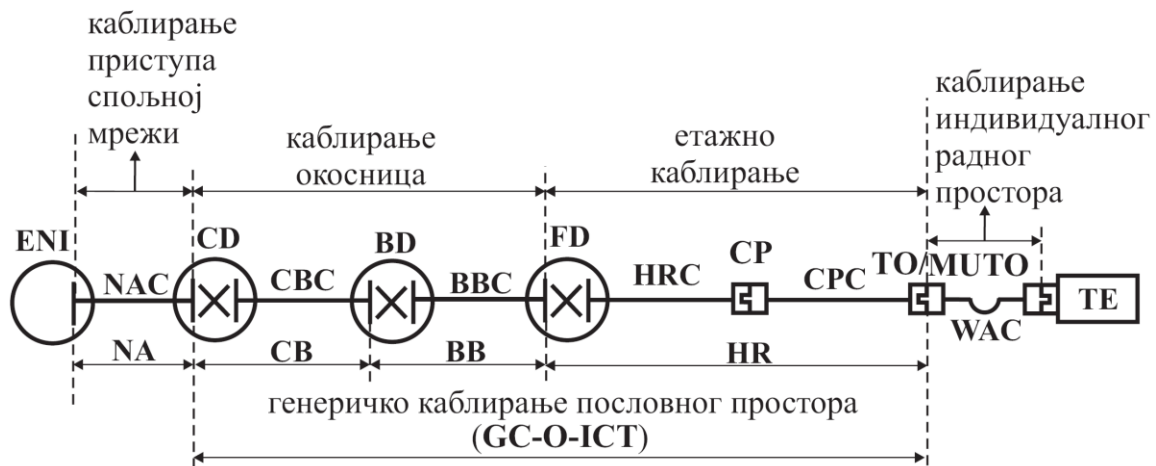 каблирање
приступа
спољној
мрежи
каблирање
окосница
етажно
каблирање
каблирање
индивидуалног
радног
простора
ENI
CD
BD
FD
CP
TO/MUTO
NAC
CBC
BBC
HRC
CPC
WAC
TE
NA
CB
BB
HR
генеричко каблирање пословног простора
(GC-O-ICT)